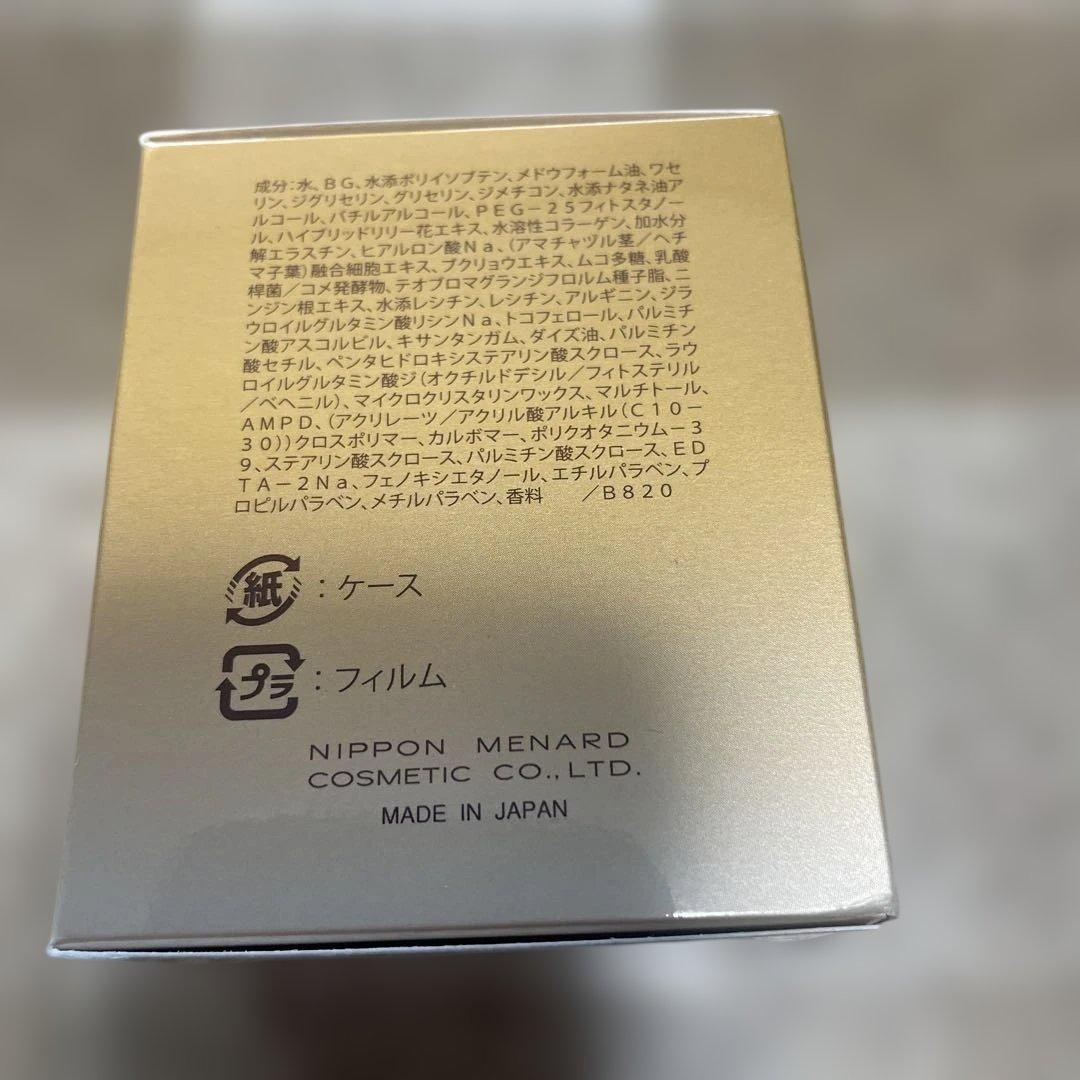 成分:水、BG、水添ポリイソブテン、メドウフォーム油、ワセ
リン、ジグリセリン、グリセリン、ジメチコン、水添ナタネ油ア
ルコール、バチルアルコール、PEG－25フィトスタノー
ル、ハイブリッドリリー花エキス、水溶性コラーゲン、加水分
解エラスチン、ヒアルロン酸Na、(アマチャヅル茎／ヘチ
マ子葉)融合細胞エキス、ブクリョウエキス、ムコ多糖、乳酸
桿菌／コメ発酵物、テオブロマグランジフロルム種子脂、ニ
ンジン根エキス、水添レシチン、レシチン、アルギニン、ジラ
ウロイルグルタミン酸リシンNa、トコフェロール、パルミチ
ン酸アスコルビル、キサンタンガム、ダイズ油、パルミチン
酸セチル、ペンタヒドロキシステアリン酸スクロース、ラウ
ロイルグルタミン酸ジ(オクチルドデシル／フィトステリル
／ベヘニル)、マイクロクリスタリンワックス、マルチトール、
AMPD、(アクリレーツ／アクリル酸アルキル(C10－
30))クロスポリマー、カルボマー、ポリクオタニウム－3
9、ステアリン酸スクロース、パルミチン酸スクロース、ED
TA－2Na、フェノキシエタノール、エチルパラベン、プ
ロピルパラベン、メチルパラベン、香料　／B820
紙:ケース
プラ:フィルム
NIPPON MENARD
COSMETIC CO.,LTD.
MADE IN JAPAN